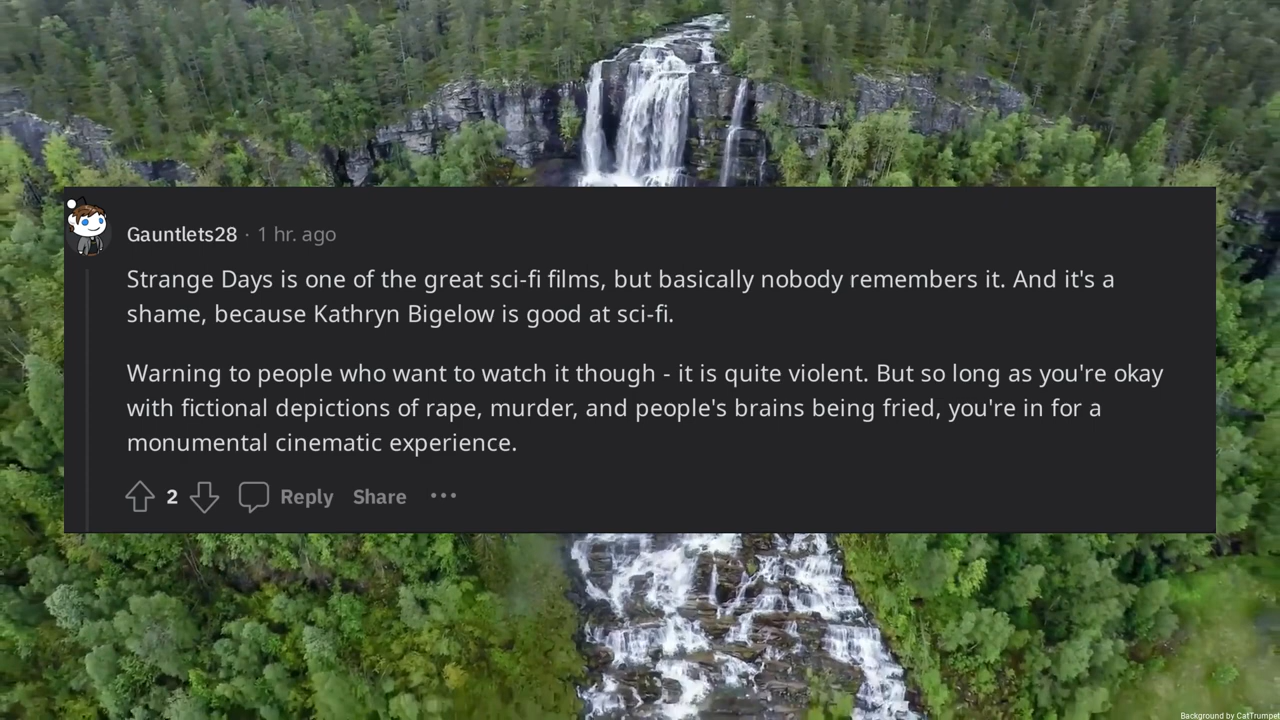 Gauntlets28 · 1 hr. ago
Strange Days is one of the great sci-fi films, but basically nobody remembers it. And it's a
shame, because Kathryn Bigelow is good at sci-fi.
Warning to people who want to watch it though - it is quite violent. But so long as you're okay
with fictional depictions of rape, murder, and people's brains being fried, you're in for a
monumental cinematic experience.
2 Reply Share •••
Background by CatTrumpet